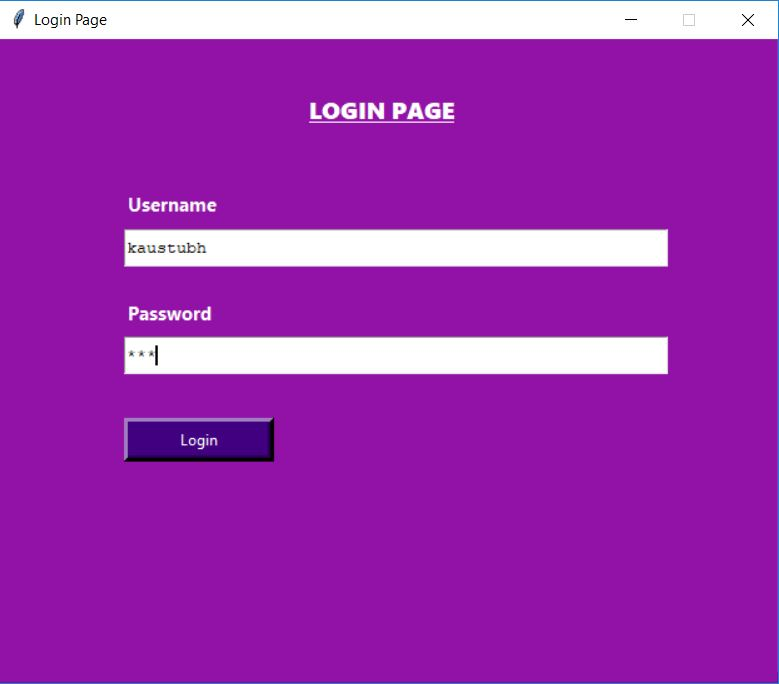 Login Page
LOGIN PAGE
Username
kaustubh
Password
***
Login